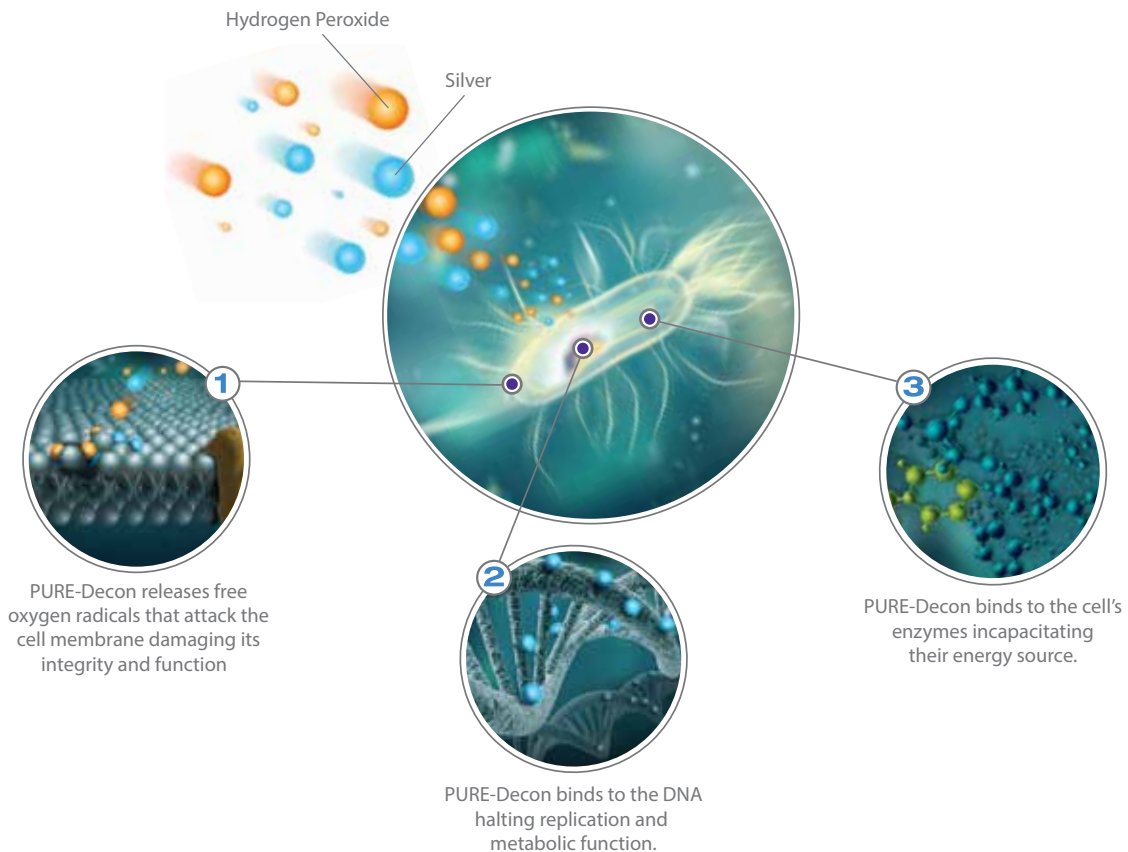 Hydrogen Peroxide
Silver
1
PURE-Decon releases free
oxygen radicals that attack the
cell membrane damaging its
integrity and function
2
PURE-Decon binds to the DNA
halting replication and
metabolic function.
3
PURE-Decon binds to the cell’s
enzymes incapacitating
their energy source.